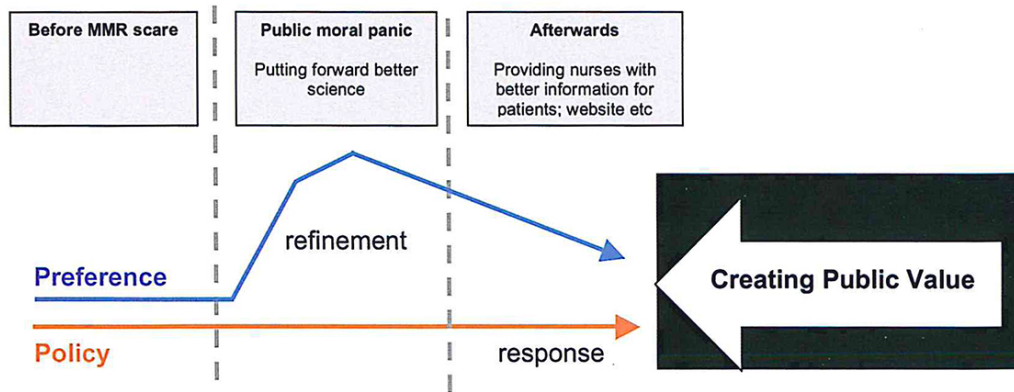 Before MMR scare
Public moral panic
Putting forward better
science
Afterwards
Providing nurses with
better information for
patients; website etc
refinement
Preference
Creating Public Value
Policy
response